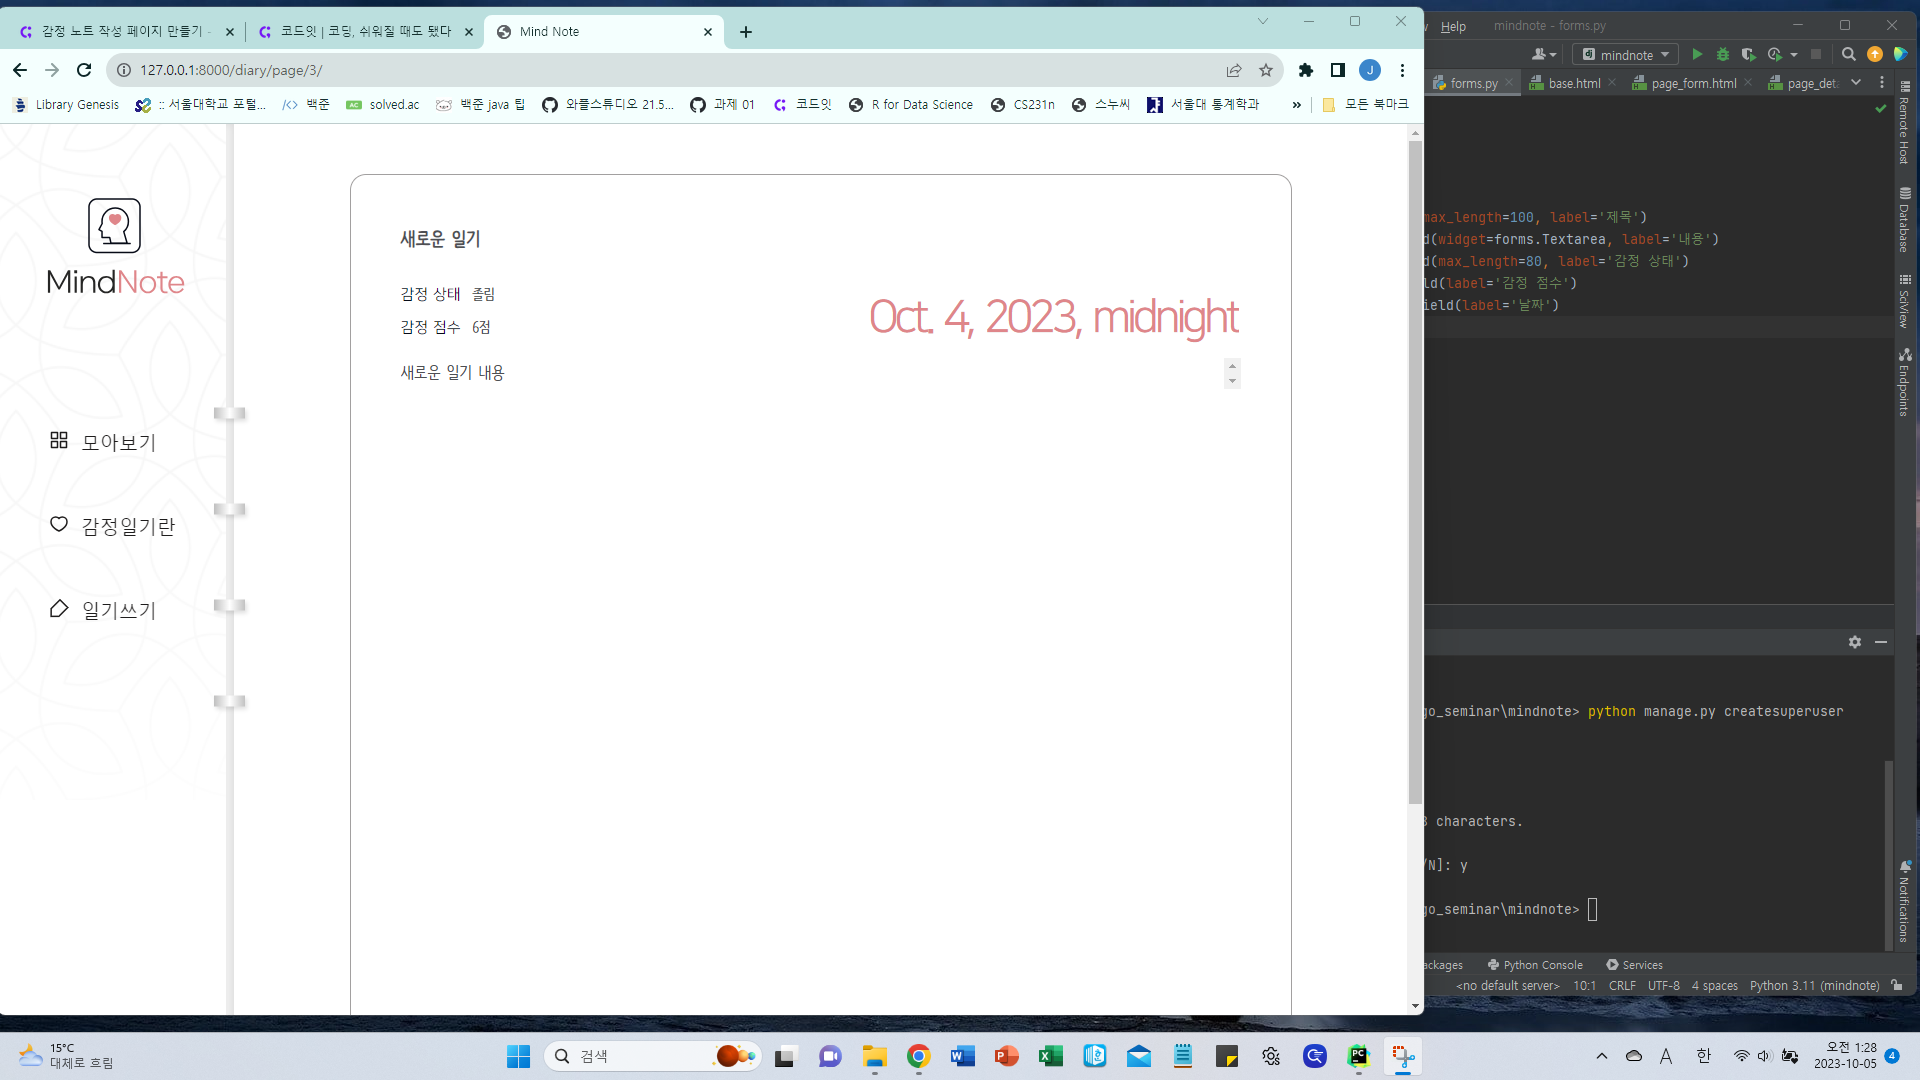 감정 노트 작성 페이지 만들기 -
코드잇 | 코딩, 쉬워질 때도 됐다
Mind Note
127.0.0.1:8000/diary/page/3/
J
Library Genesis
:: 서울대학교 포털...
백준
solved.ac
백준 java 팁
와플스튜디오 21.5...
과제 01
코드잇
R for Data Science
CS231n
스누씨
서울대 통계학과
»
모든 북마크
MindNote
모아보기
감정일기란
일기쓰기
새로운 일기
감정 상태 졸림
감정 점수 6점
Oct. 4, 2023, midnight
새로운 일기 내용
Help
mindnote - forms.py
mindnote
forms.py
base.html
page_form.html
page_deta
max_length=100, label='제목')
d(widget=forms.Textarea, label='내용')
d(max_length=80, label='감정 상태')
ld(label='감정 점수')
ield(label='날짜')
Remote Host
Database
SciView
Endpoints
Notifications
go_seminar\mindnote> python manage.py createsuperuser
8 characters.
/N]: y
go_seminar\mindnote>
ackages
Python Console
Services
<no default server>
10:1
CRLF
UTF-8
4 spaces
Python 3.11 (mindnote)
15°C
대체로 흐림
검색
A
한
오전 1:28
2023-10-05
4